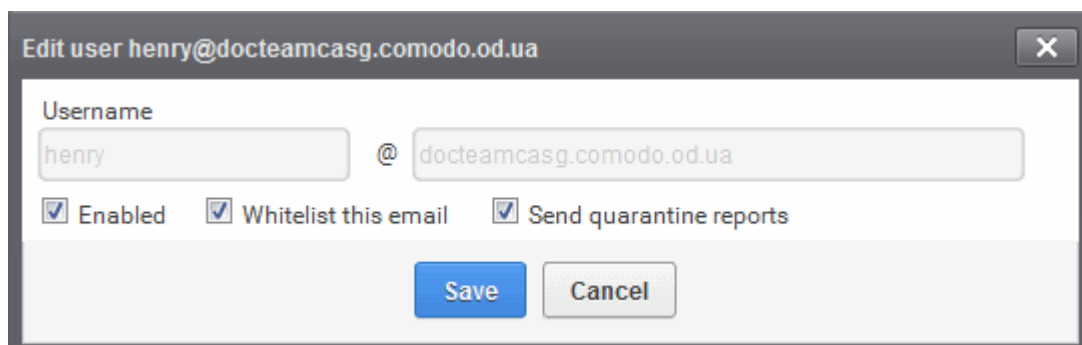 Edit user henry@docteamcasg.comodo.od.ua
Username
henry @ docteamcasg.comodo.od.ua
Enabled Whitelist this email Send quarantine reports
Save Cancel